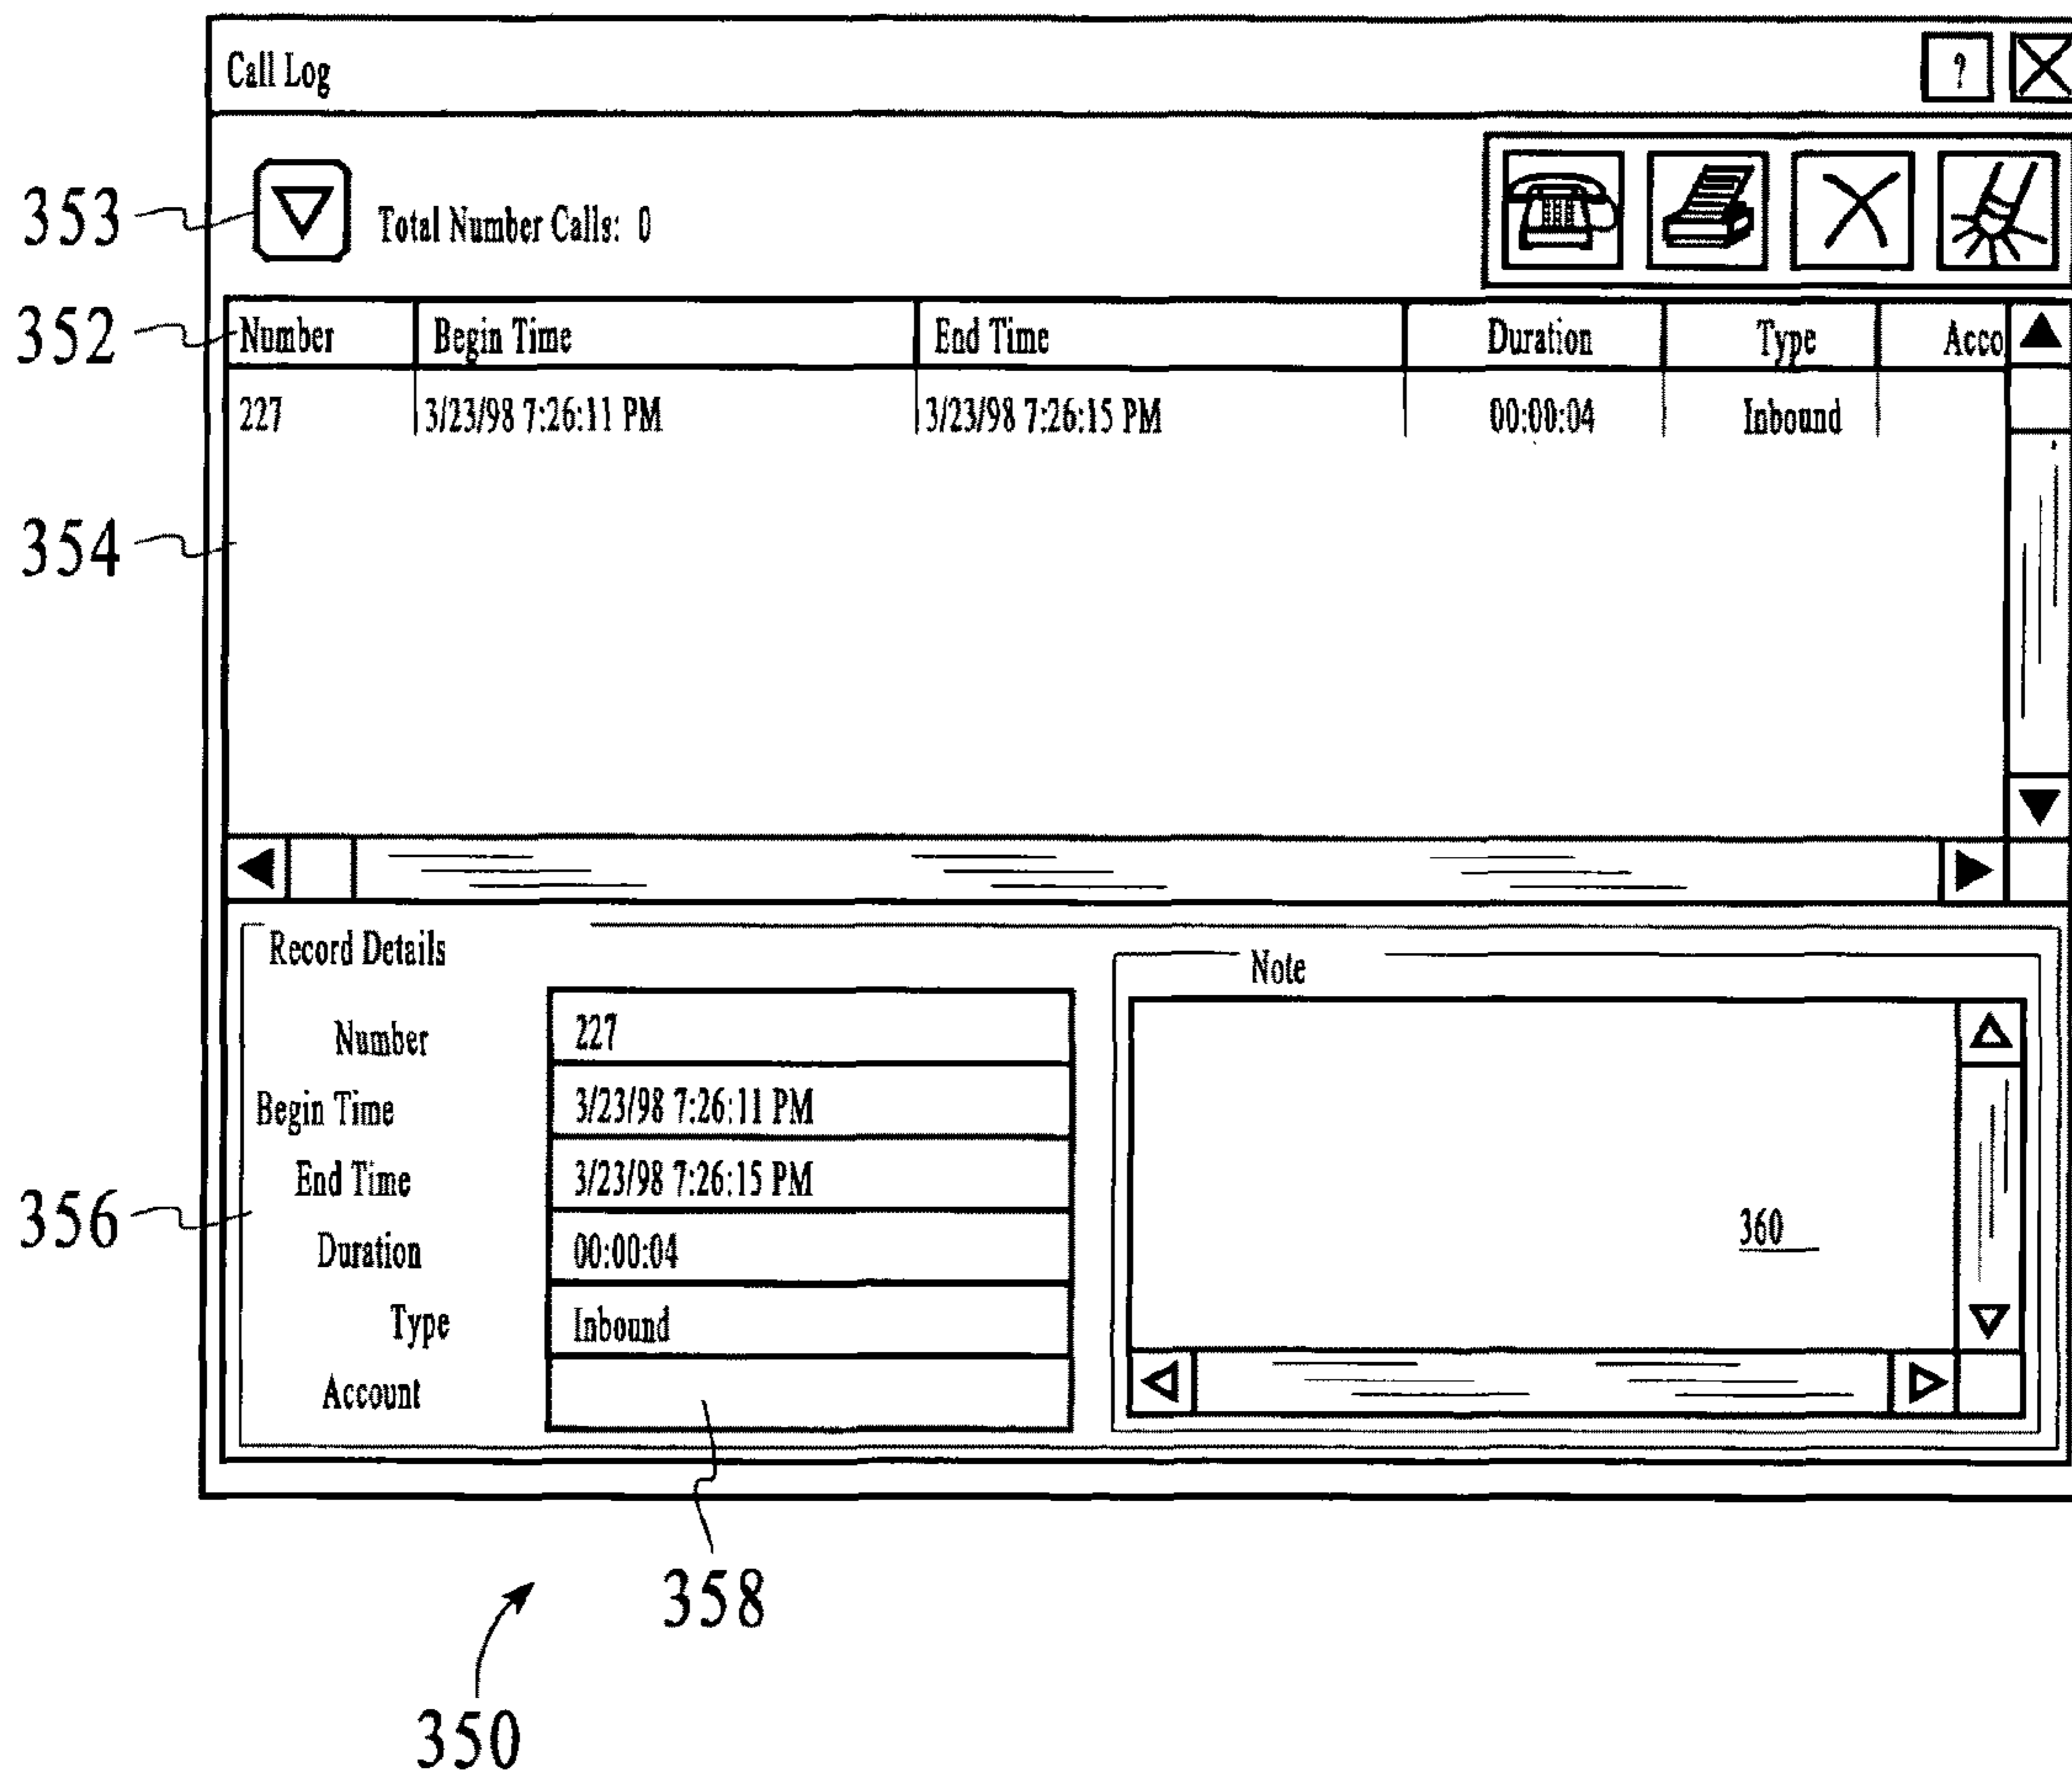 Call Log ?
353 Total Number Calls: 0
352 Number Begin Time End Time Duration Type Acco
227 3/23/98 7:26:11 PM 3/23/98 7:26:15 PM 00:00:04 Inbound
354
Record Details Note
Number 227
Begin Time 3/23/98 7:26:11 PM
End Time 3/23/98 7:26:15 PM
356 360
Duration 00:00:04
Type Inbound
Account
358
350